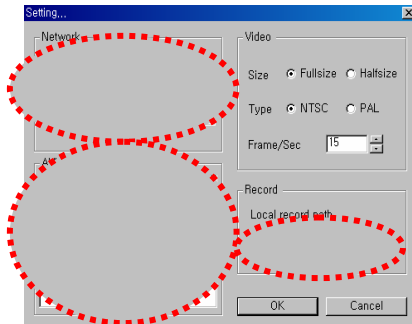 Setting...
Network
Video
Size Fullsize Halfsize
Type NTSC PAL
Frame/Sec 15
Record
Local record path
OK Cancel